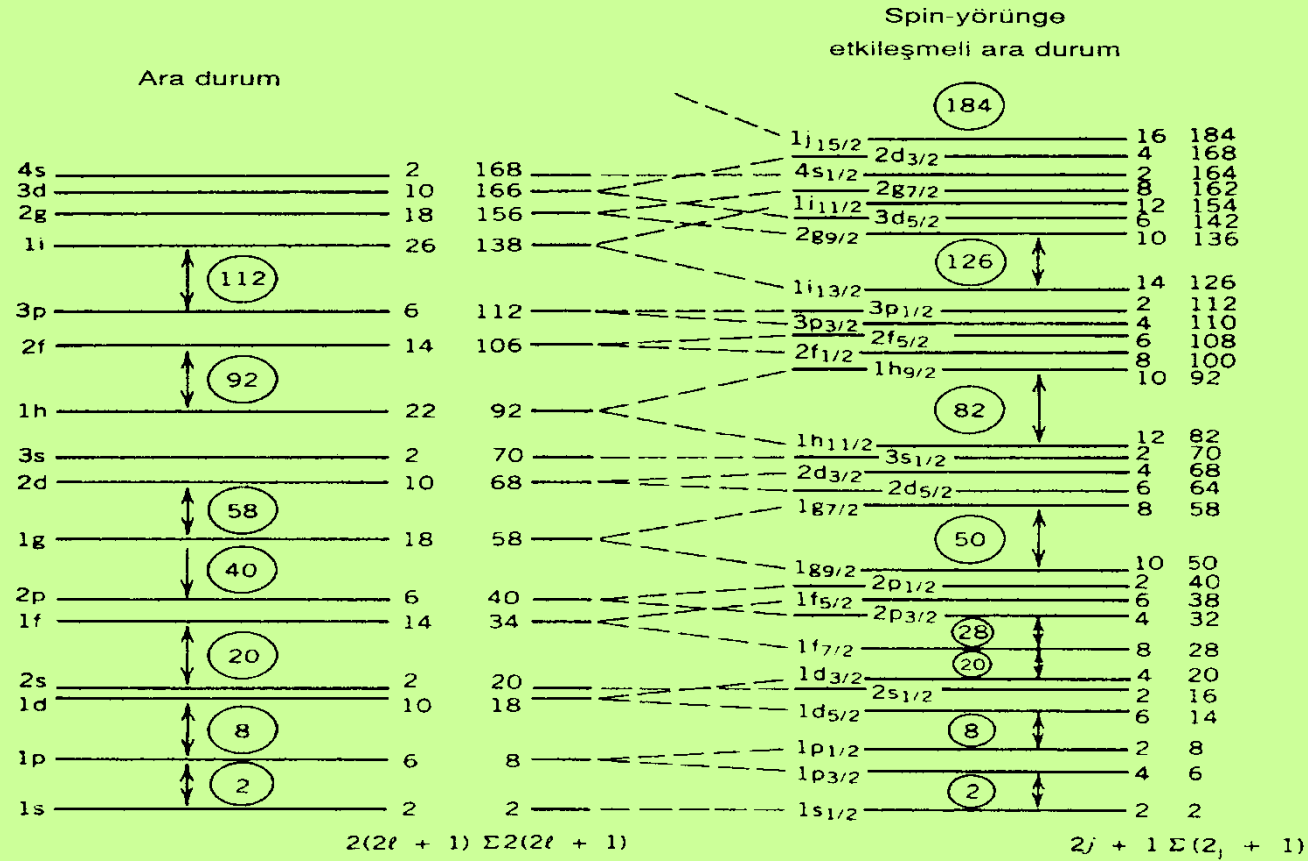 Spin-yörünge
etkileşmeli ara durum
Ara durum
184
1j15/2 16 184
2d3/2 4 168
4s 2 168 4s1/2 2 164
3d 10 166 2g7/2 8 162
2g 18 156 1i11/2 12 154
3d5/2 6 142
1i 26 138 2g9/2 10 136
112 126
1i13/2 14 126
3p 6 112 3p1/2 2 112
3p3/2 4 110
2f 14 106 2f5/2 6 108
2f1/2 8 100
92 1h9/2 10 92
1h 22 92 82
1h11/2 12 82
3s 2 70 3s1/2 2 70
2d 10 68 2d3/2 4 68
2d5/2 6 64
58 1g7/2 8 58
1g 18 58 50
40 1g9/2 10 50
2p 6 40 2p1/2 2 40
1f5/2 6 38
1f 14 34 2p3/2 4 32
28
20 1f7/2 8 28
20
2s 2 20 1d3/2 4 20
1d 10 18 2s1/2 2 16
1d5/2 6 14
8 8
1p 6 8 1p1/2 2 8
1p3/2 4 6
2 2
1s 2 2 1s1/2 2 2
2(2ℓ + 1) Σ2(2ℓ + 1) 2j + 1 Σ(2j + 1)